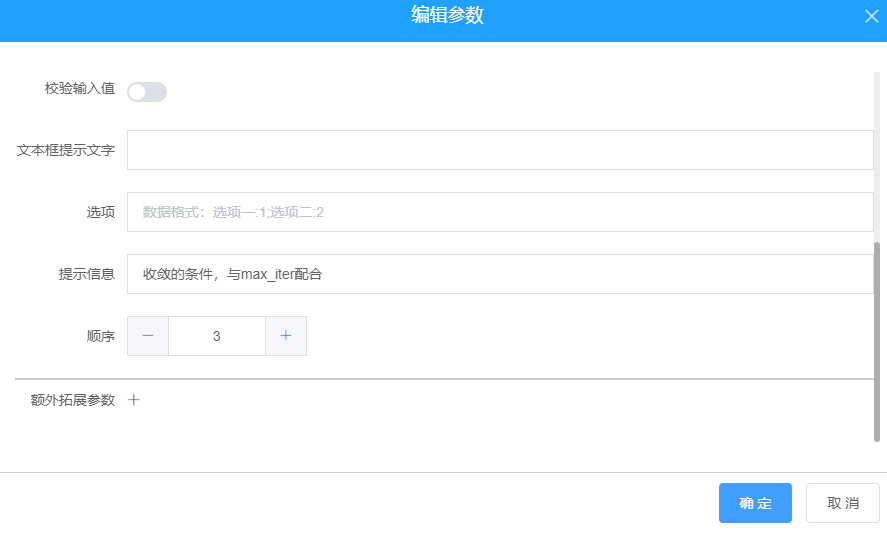 编辑参数
校验输入值
文本框提示文字
选项 数据格式：选项一:1;选项二:2
提示信息 收敛的条件，与max_iter配合
顺序 3
额外拓展参数
确定 取消